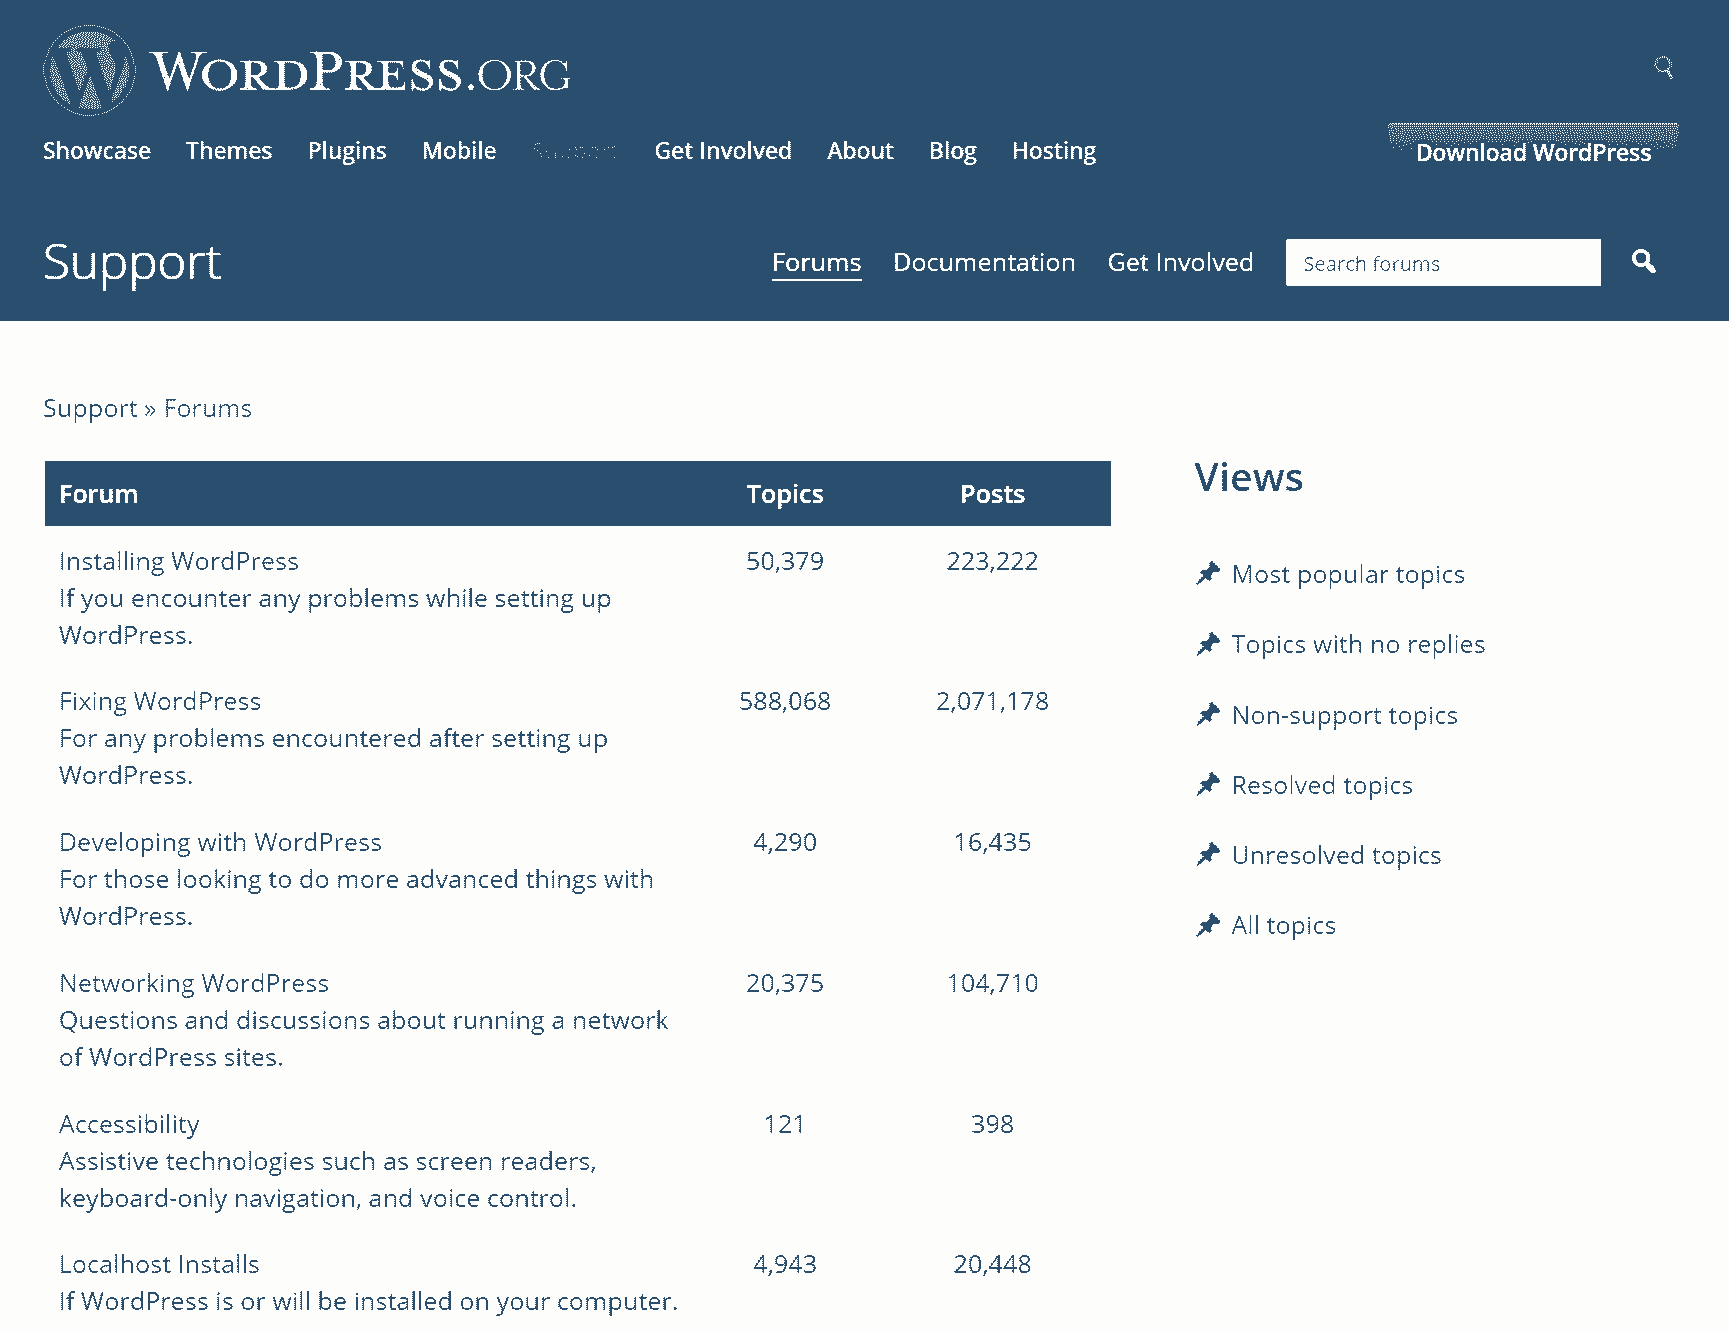 WORDPRESS.ORG
Showcase Themes Plugins Mobile Support Get Involved About Blog Hosting Download WordPress
Support Forums Documentation Get Involved Search forums
Support » Forums
Forum Topics Posts
Installing WordPress 50,379 223,222
If you encounter any problems while setting up
WordPress.
Fixing WordPress 588,068 2,071,178
For any problems encountered after setting up
WordPress.
Developing with WordPress 4,290 16,435
For those looking to do more advanced things with
WordPress.
Networking WordPress 20,375 104,710
Questions and discussions about running a network
of WordPress sites.
Accessibility 121 398
Assistive technologies such as screen readers,
keyboard-only navigation, and voice control.
Localhost Installs 4,943 20,448
If WordPress is or will be installed on your computer.
Views
Most popular topics
Topics with no replies
Non-support topics
Resolved topics
Unresolved topics
All topics